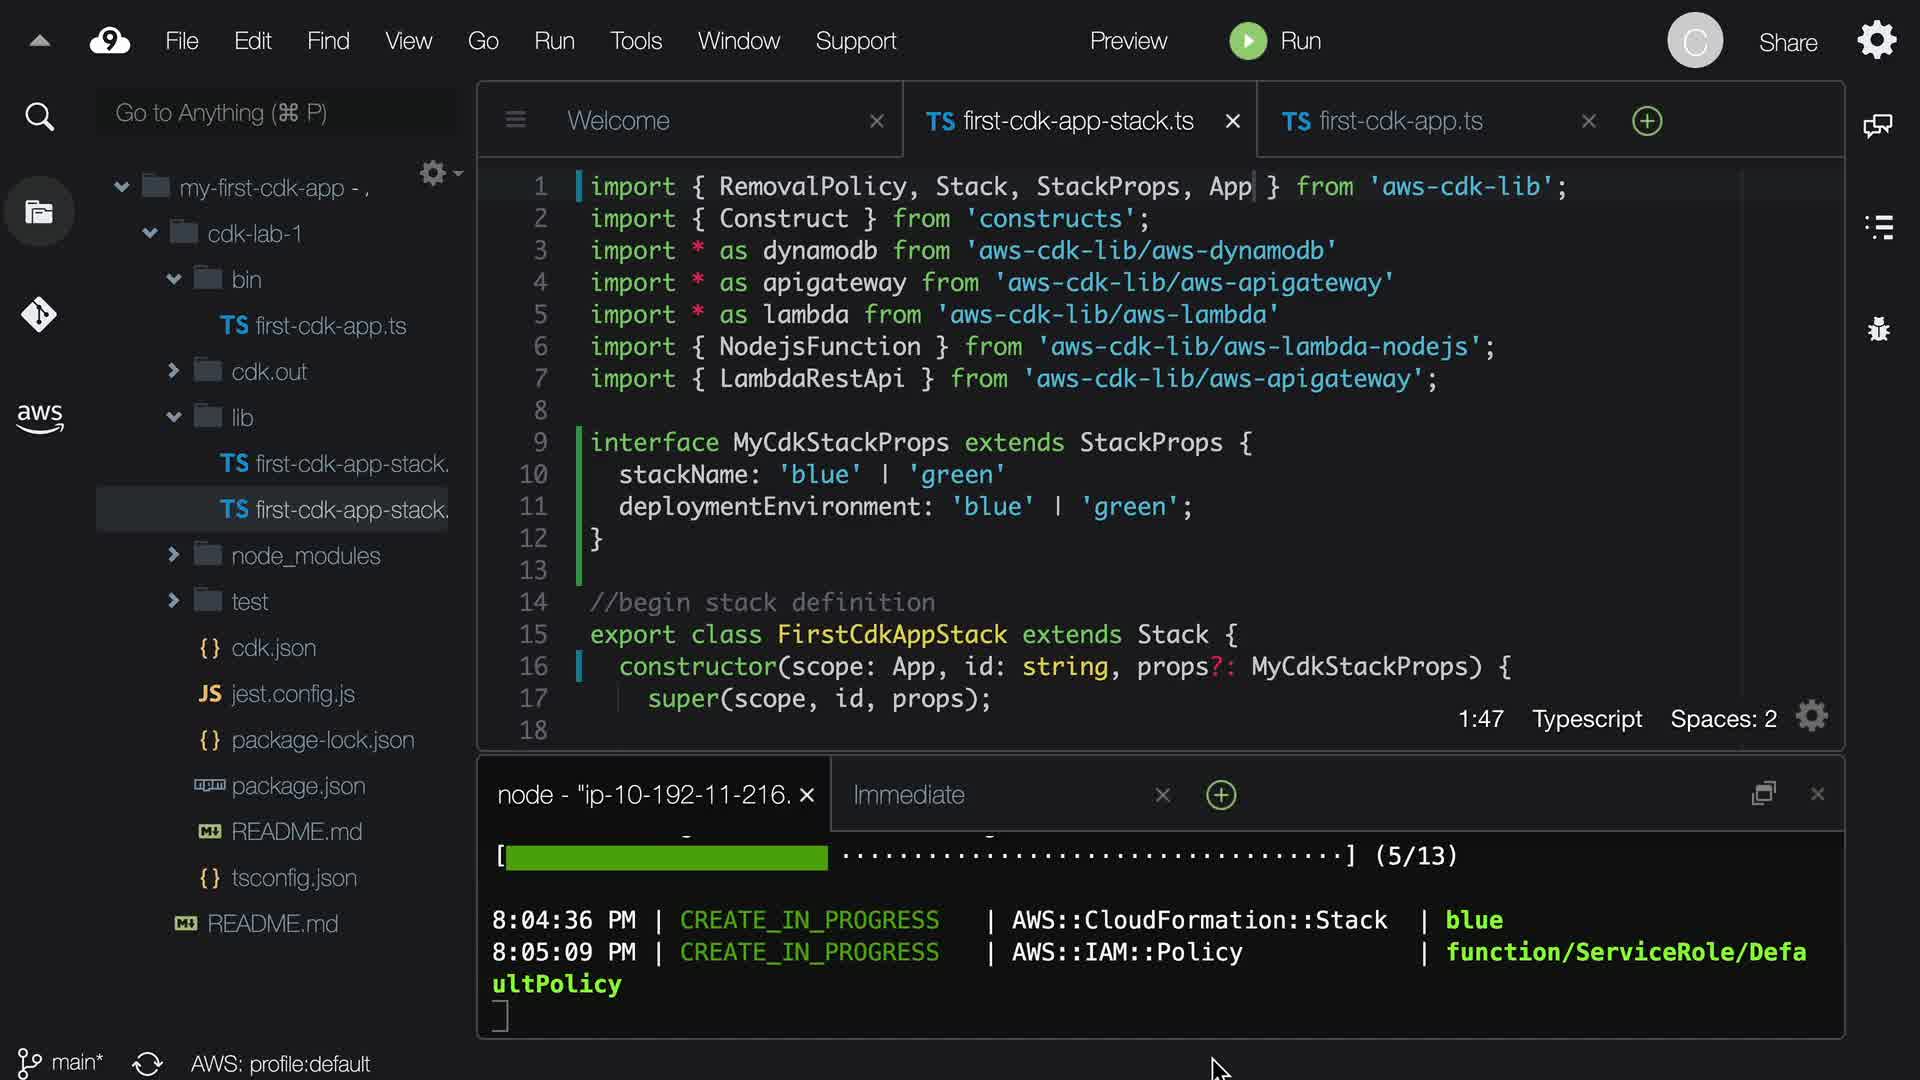 9 File Edit Find View Go Run Tools Window Support Preview Run C Share
Go to Anything (⌘ P)
Welcome
TS first-cdk-app-stack.ts
TS first-cdk-app.ts
my-first-cdk-app - .
cdk-lab-1
bin
TS first-cdk-app.ts
cdk.out
lib
TS first-cdk-app-stack.
TS first-cdk-app-stack.
node_modules
test
{} cdk.json
JS jest.config.js
{} package-lock.json
package.json
README.md
{} tsconfig.json
README.md
aws
1 import { RemovalPolicy, Stack, StackProps, App } from 'aws-cdk-lib';
2 import { Construct } from 'constructs';
3 import * as dynamodb from 'aws-cdk-lib/aws-dynamodb'
4 import * as apigateway from 'aws-cdk-lib/aws-apigateway'
5 import * as lambda from 'aws-cdk-lib/aws-lambda'
6 import { NodejsFunction } from 'aws-cdk-lib/aws-lambda-nodejs';
7 import { LambdaRestApi } from 'aws-cdk-lib/aws-apigateway';
8
9 interface MyCdkStackProps extends StackProps {
10 stackName: 'blue' | 'green'
11 deploymentEnvironment: 'blue' | 'green';
12 }
13
14 //begin stack definition
15 export class FirstCdkAppStack extends Stack {
16 constructor(scope: App, id: string, props?: MyCdkStackProps) {
17 super(scope, id, props);
18
1:47 Typescript Spaces: 2
node - "ip-10-192-11-216.
Immediate
[ ···································] (5/13)
8:04:36 PM | CREATE_IN_PROGRESS | AWS::CloudFormation::Stack | blue
8:05:09 PM | CREATE_IN_PROGRESS | AWS::IAM::Policy | function/ServiceRole/Defa
ultPolicy
main* AWS: profile:default